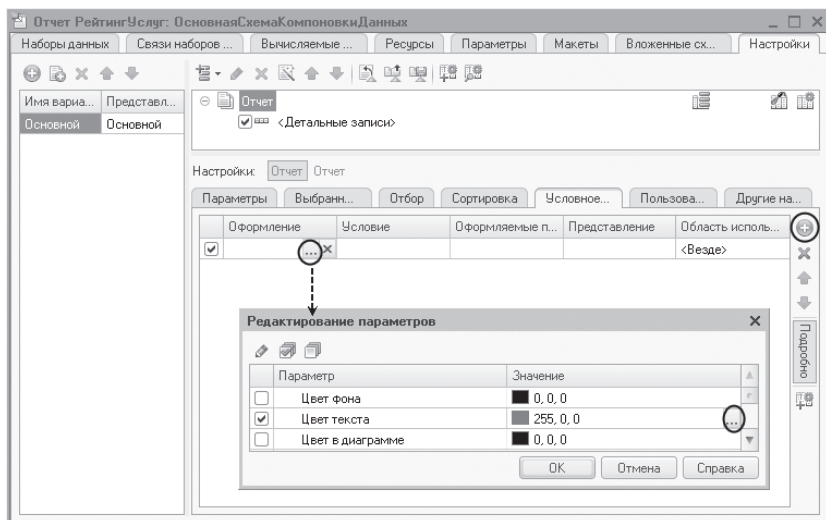 Отчет РейтингУслуг: ОсновнаяСхемаКомпоновкиДанных
Наборы данных Связи наборов ... Вычисляемые ... Ресурсы Параметры Макеты Вложенные сх... Настройки
Имя вариа... Представл...
Основной Основной
Отчет
<Детальные записи>
Настройки: Отчет Отчет
Параметры Выбранн... Отбор Сортировка Условное... Пользова... Другие на...
Оформление Условие Оформляемые п... Представление Область исполь...
... <Везде>
Подробно
Редактирование параметров
Параметр Значение
Цвет фона 0, 0, 0
Цвет текста 255, 0, 0 ...
Цвет в диаграмме 0, 0, 0
OK Отмена Справка